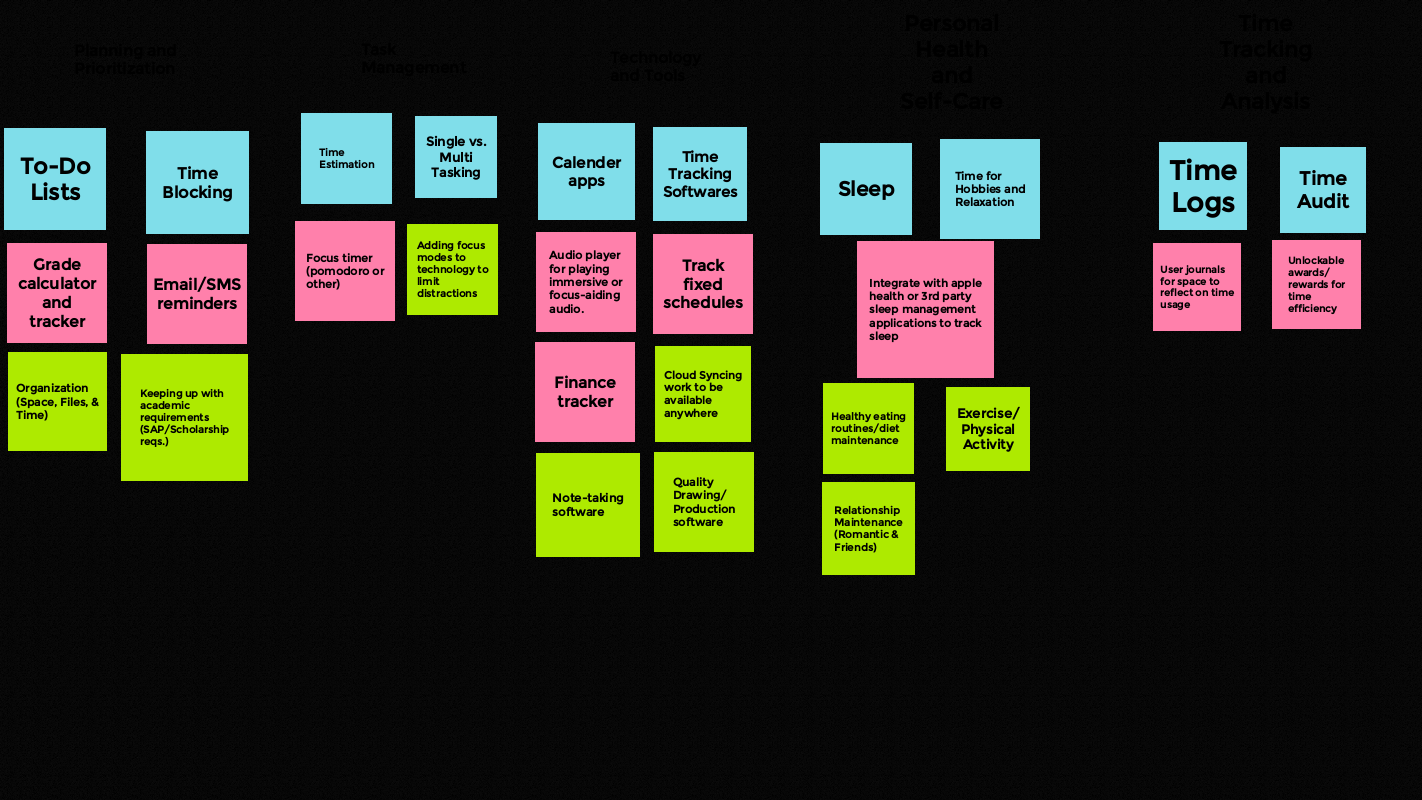 Planning and
Prioritization
Task
Management
Technology
and Tools
Personal
Health
and
Self-Care
Time
Tracking
and
Analysis
To-Do
Lists
Time
Blocking
Grade
calculator
and
tracker
Email/SMS
reminders
Organization
(Space, Files, &
Time)
Keeping up with
academic
requirements
(SAP/Scholarship
reqs.)
Time
Estimation
Single vs.
Multi
Tasking
Focus timer
(pomodoro or
other)
Adding focus
modes to
technology to
limit
distractions
Calender
apps
Time
Tracking
Softwares
Audio player
for playing
immersive or
focus-aiding
audio.
Track
fixed
schedules
Finance
tracker
Cloud Syncing
work to be
available
anywhere
Note-taking
software
Quality
Drawing/
Production
software
Sleep
Time for
Hobbies and
Relaxation
Integrate with apple
health or 3rd party
sleep management
applications to track
sleep
Healthy eating
routines/diet
maintenance
Exercise/
Physical
Activity
Relationship
Maintenance
(Romantic &
Friends)
Time
Logs
Time
Audit
User journals
for space to
reflect on time
usage
Unlockable
awards/
rewards for
time
efficiency